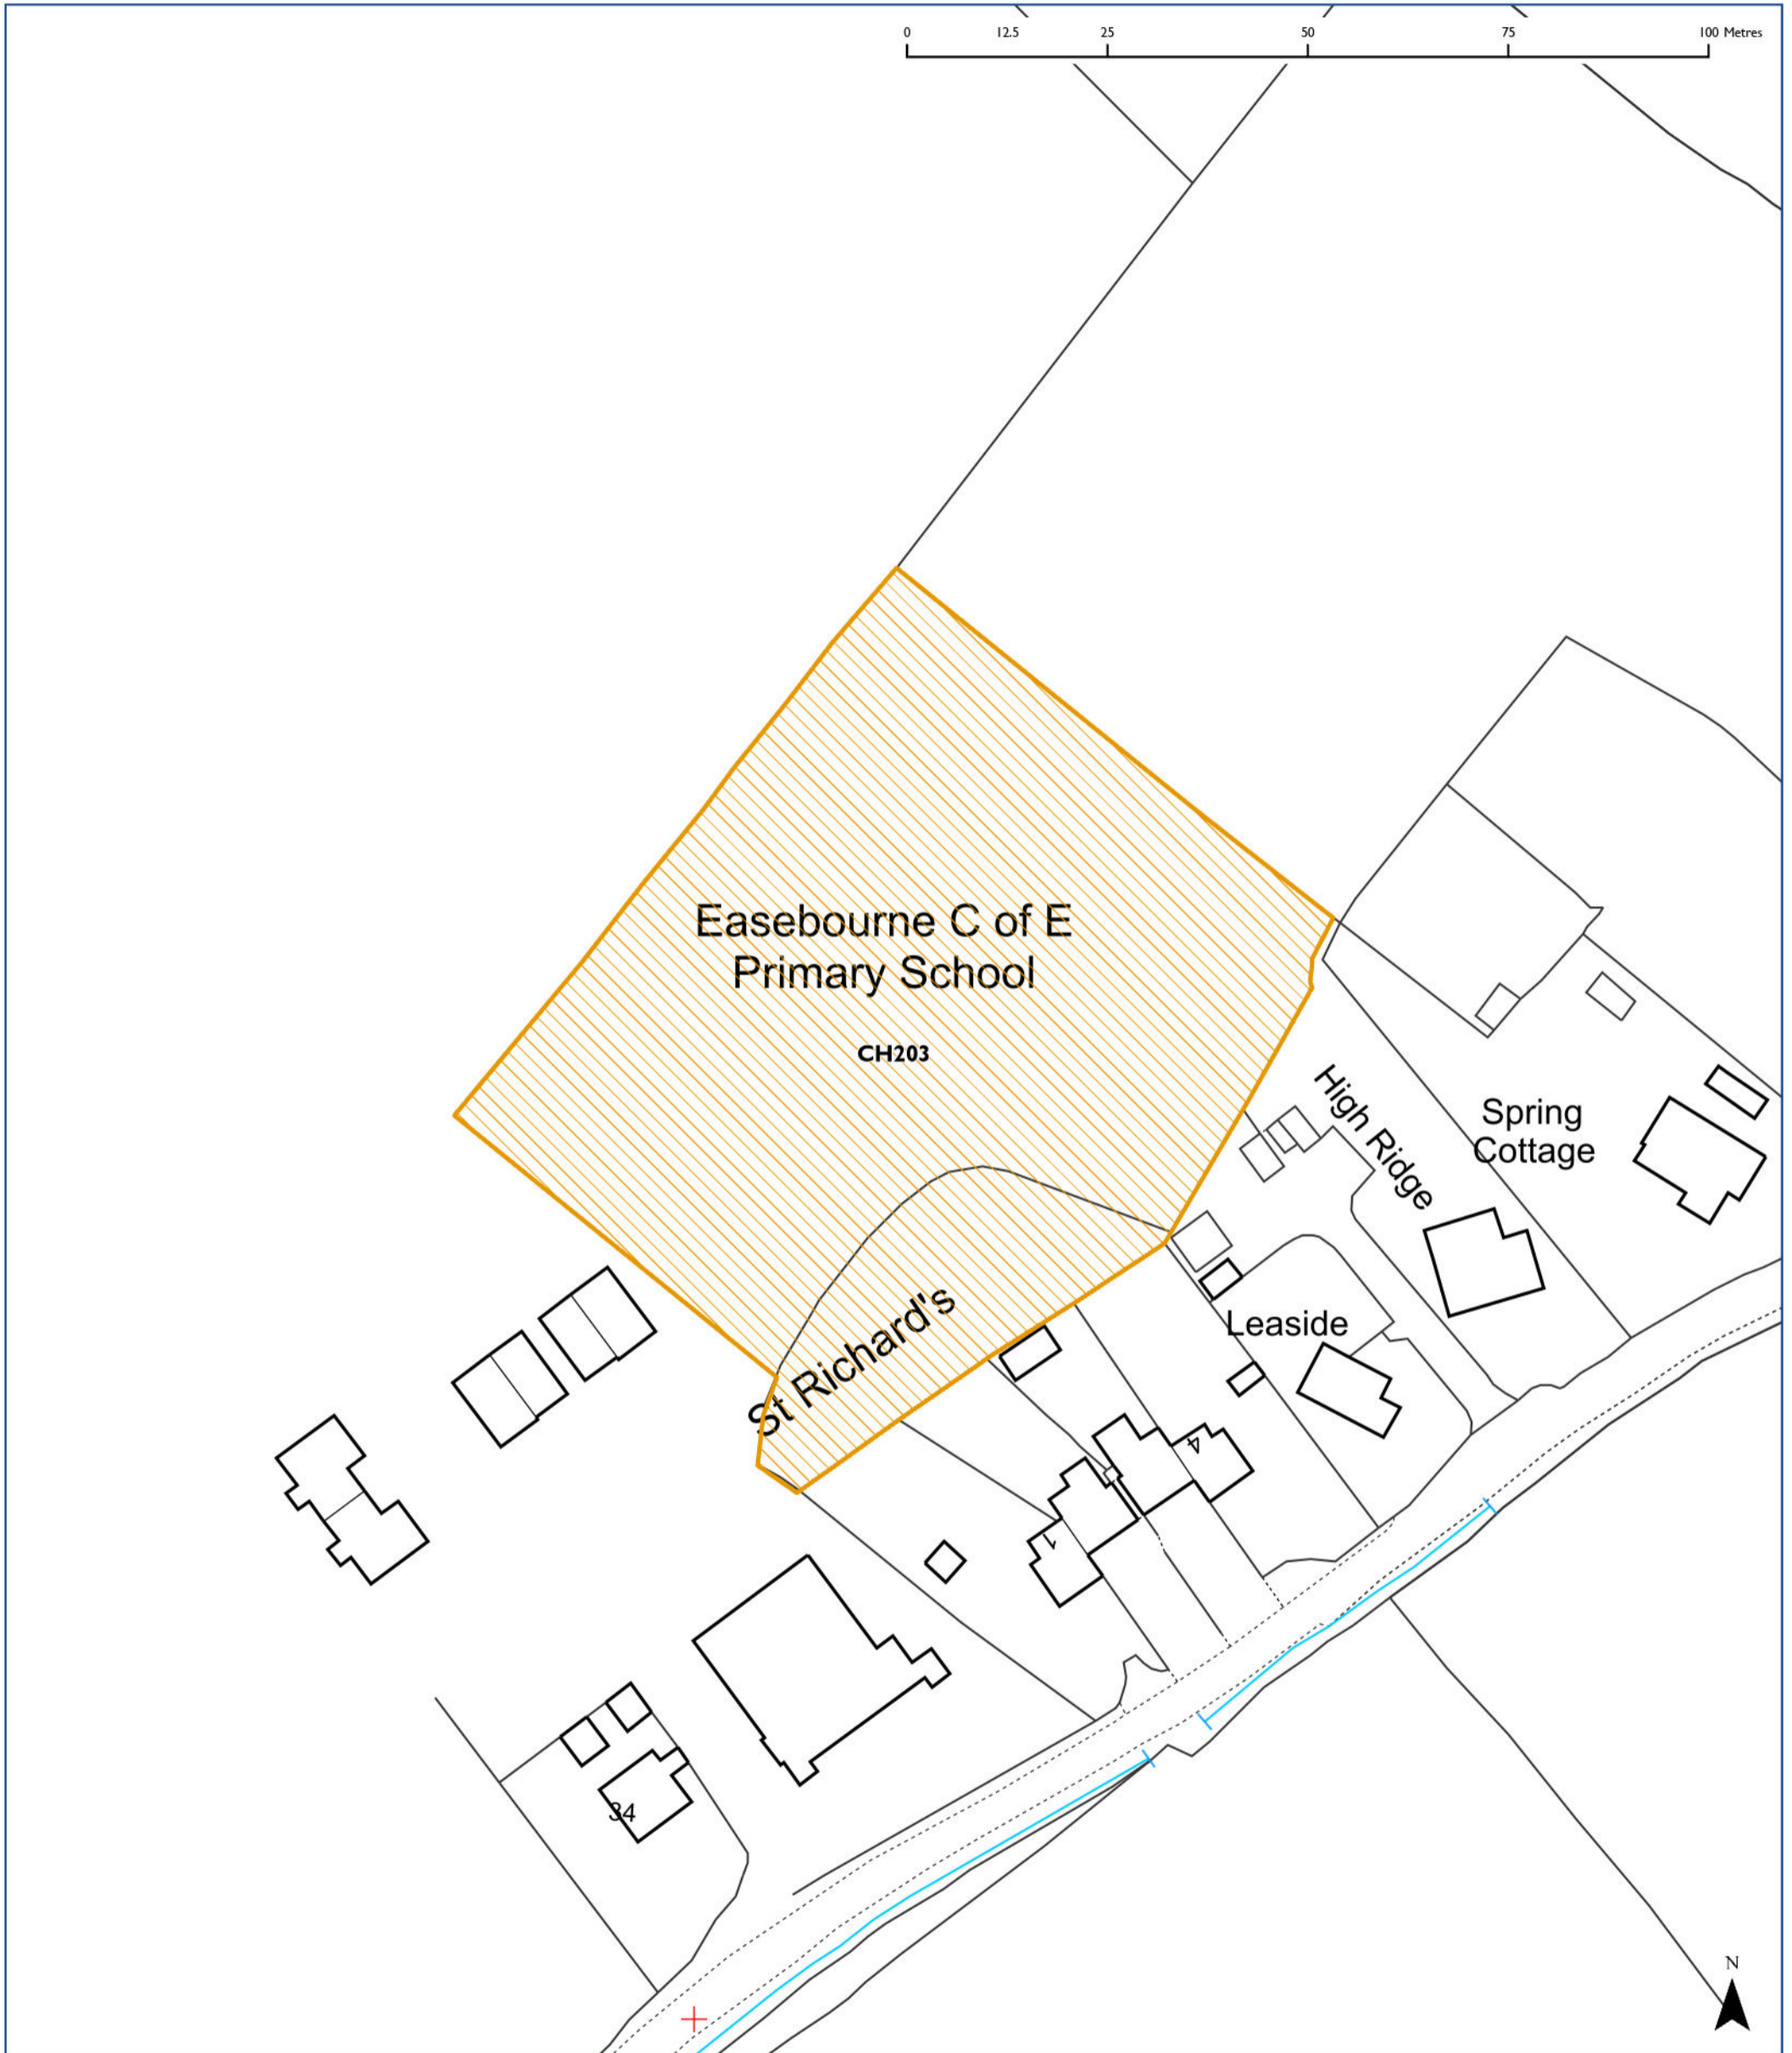 0 12.5 25 50 75 100 Metres
Easebourne C of E
Primary School
CH203
High Ridge
Spring
Cottage
St Richard's
Leaside
4
1
34
N